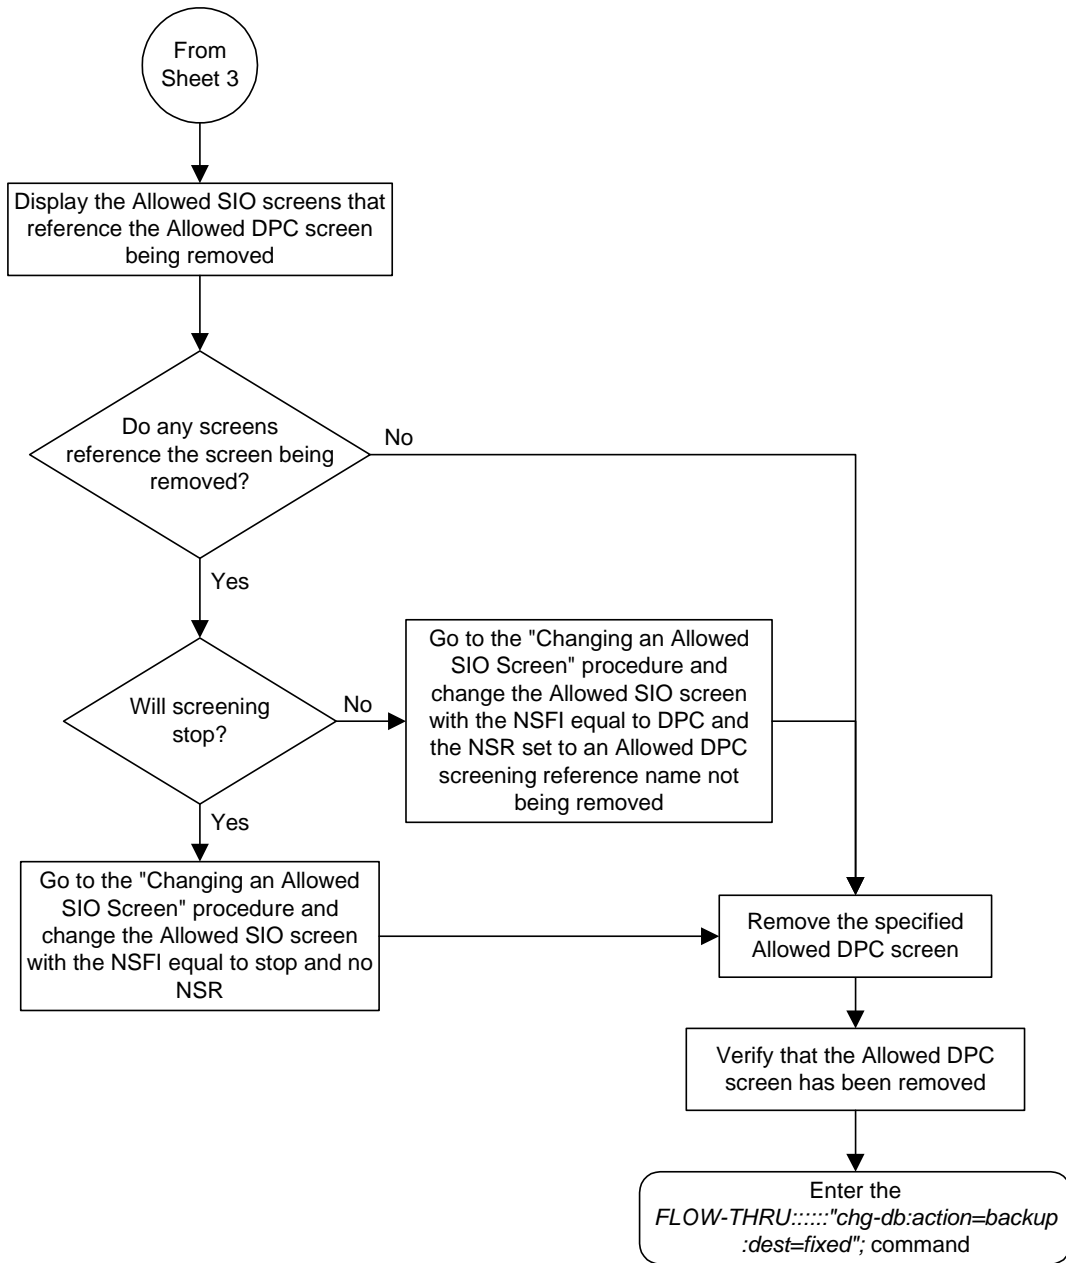 From
Sheet 3
Display the Allowed SIO screens that
reference the Allowed DPC screen
being removed
Do any screens
reference the screen being
removed?
No
Yes
Will screening
stop?
No
Go to the "Changing an Allowed
SIO Screen" procedure and
change the Allowed SIO screen
with the NSFI equal to DPC and
the NSR set to an Allowed DPC
screening reference name not
being removed
Yes
Go to the "Changing an Allowed
SIO Screen" procedure and
change the Allowed SIO screen
with the NSFI equal to stop and no
NSR
Remove the specified
Allowed DPC screen
Verify that the Allowed DPC
screen has been removed
Enter the
FLOW-THRU::::::"chg-db:action=backup
:dest=fixed"; command